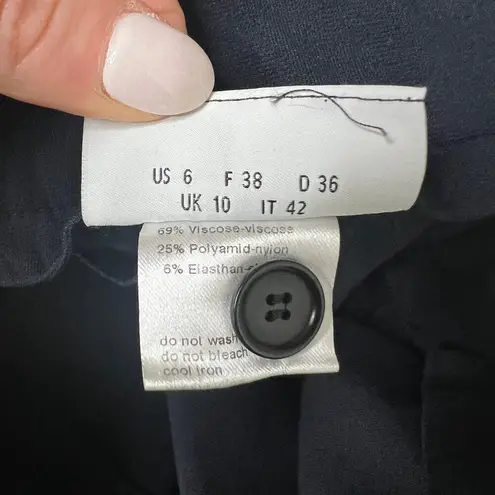 US 6 F 38 D 36
UK 10 IT 42
69% Viscose-viscose
25% Polyamid-nylon
6% Elasthan-
do not wash
do not bleach
cool iron